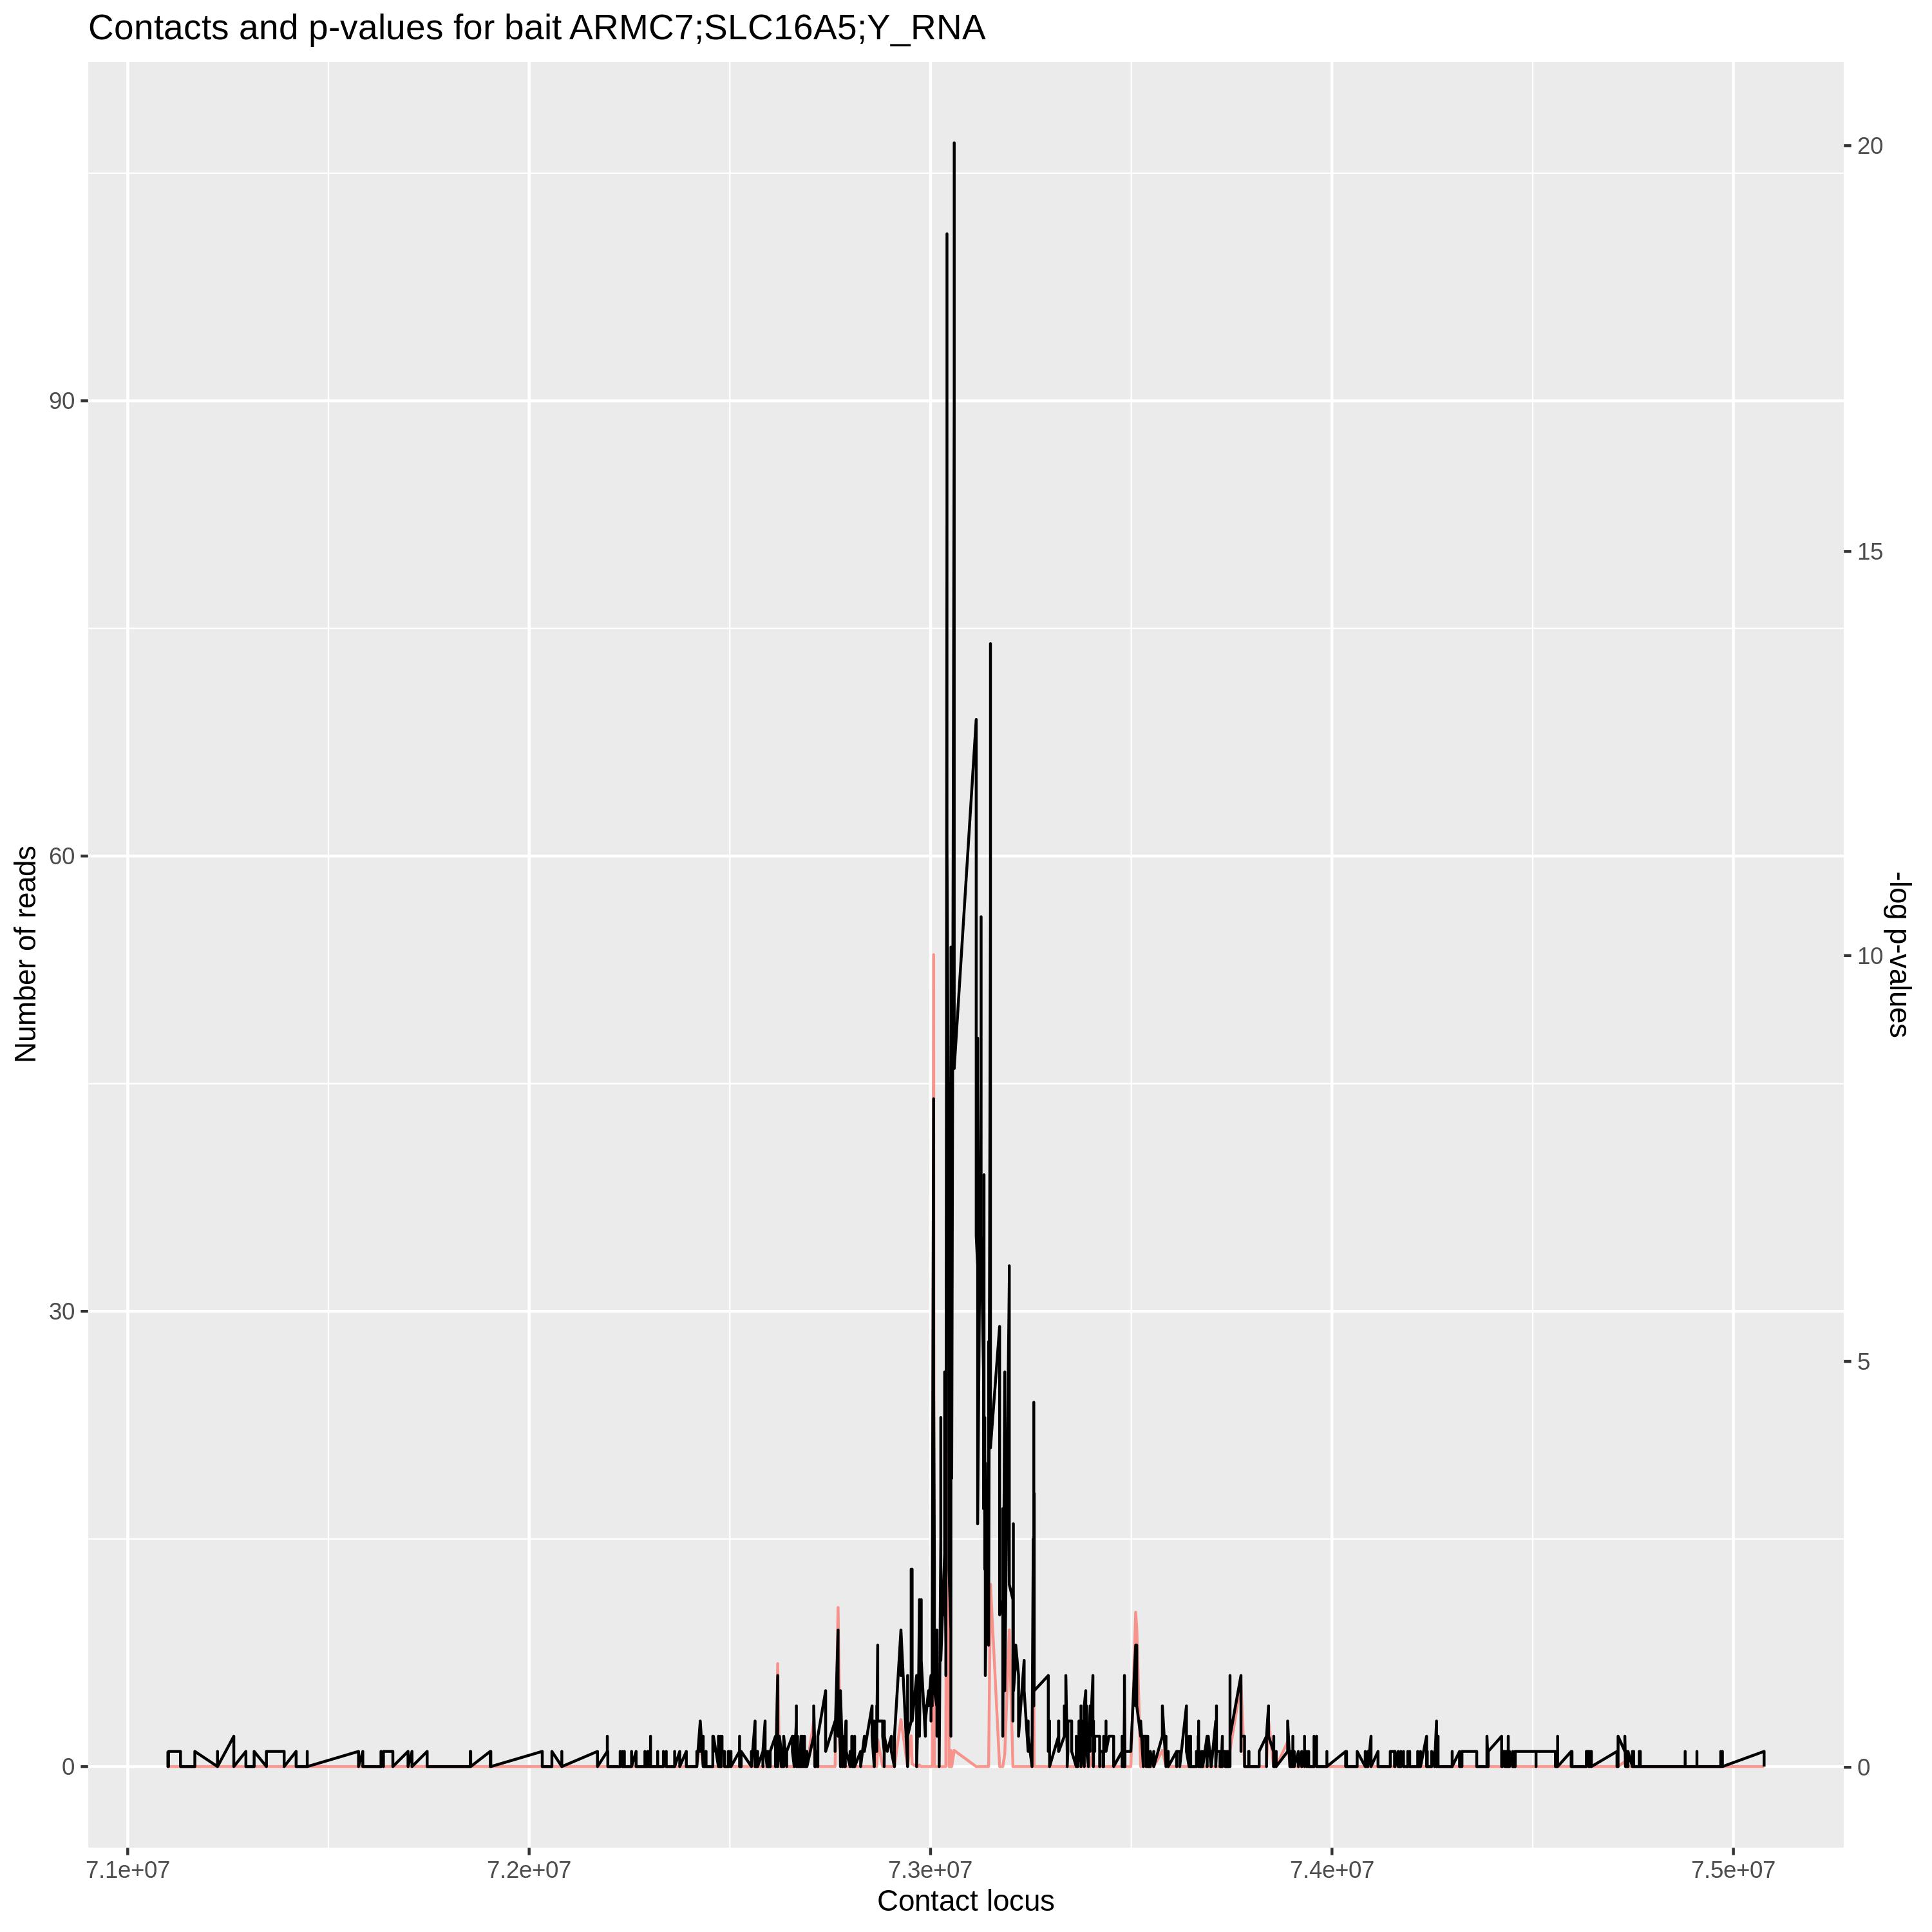 Contacts and p-values for bait ARMC7;SLC16A5;Y_RNA
Number of reads
90
60
30
0
20
15
10
5
0
-log p-values
7.1e+07
7.2e+07
7.3e+07
7.4e+07
7.5e+07
Contact locus